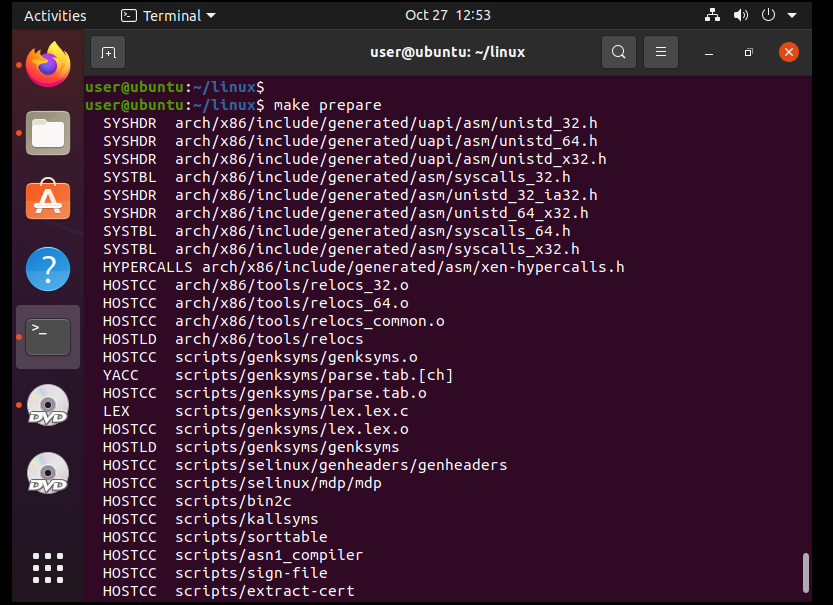 Activities
Terminal
Oct 27 12:53
user@ubuntu: ~/linux
user@ubuntu:~/linux$
user@ubuntu:~/linux$ make prepare
SYSHDR arch/x86/include/generated/uapi/asm/unistd_32.h
SYSHDR arch/x86/include/generated/uapi/asm/unistd_64.h
SYSHDR arch/x86/include/generated/uapi/asm/unistd_x32.h
SYSTBL arch/x86/include/generated/asm/syscalls_32.h
SYSHDR arch/x86/include/generated/asm/unistd_32_ia32.h
SYSHDR arch/x86/include/generated/asm/unistd_64_x32.h
SYSTBL arch/x86/include/generated/asm/syscalls_64.h
SYSTBL arch/x86/include/generated/asm/syscalls_x32.h
HYPERCALLS arch/x86/include/generated/asm/xen-hypercalls.h
HOSTCC arch/x86/tools/relocs_32.o
HOSTCC arch/x86/tools/relocs_64.o
HOSTCC arch/x86/tools/relocs_common.o
HOSTLD arch/x86/tools/relocs
HOSTCC scripts/genksyms/genksyms.o
YACC scripts/genksyms/parse.tab.[ch]
HOSTCC scripts/genksyms/parse.tab.o
LEX scripts/genksyms/lex.lex.c
HOSTCC scripts/genksyms/lex.lex.o
HOSTLD scripts/genksyms/genksyms
HOSTCC scripts/selinux/genheaders/genheaders
HOSTCC scripts/selinux/mdp/mdp
HOSTCC scripts/bin2c
HOSTCC scripts/kallsyms
HOSTCC scripts/sorttable
HOSTCC scripts/asn1_compiler
HOSTCC scripts/sign-file
HOSTCC scripts/extract-cert
?
>_
DVD
DVD